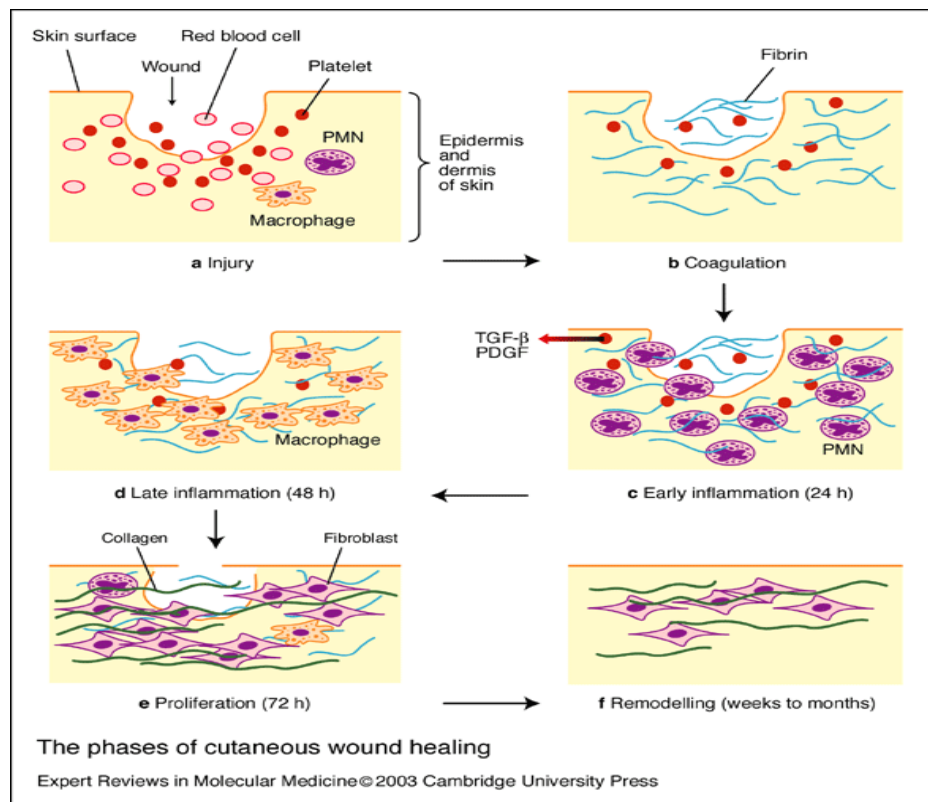 Skin surface
Red blood cell
Wound
Platelet
PMN
Macrophage
Epidermis
and
dermis
of skin
a Injury
Fibrin
b Coagulation
TGF-β
PDGF
PMN
c Early inflammation (24 h)
Macrophage
d Late inflammation (48 h)
Collagen
Fibroblast
e Proliferation (72 h)
f Remodelling (weeks to months)
The phases of cutaneous wound healing
Expert Reviews in Molecular Medicine©2003 Cambridge University Press